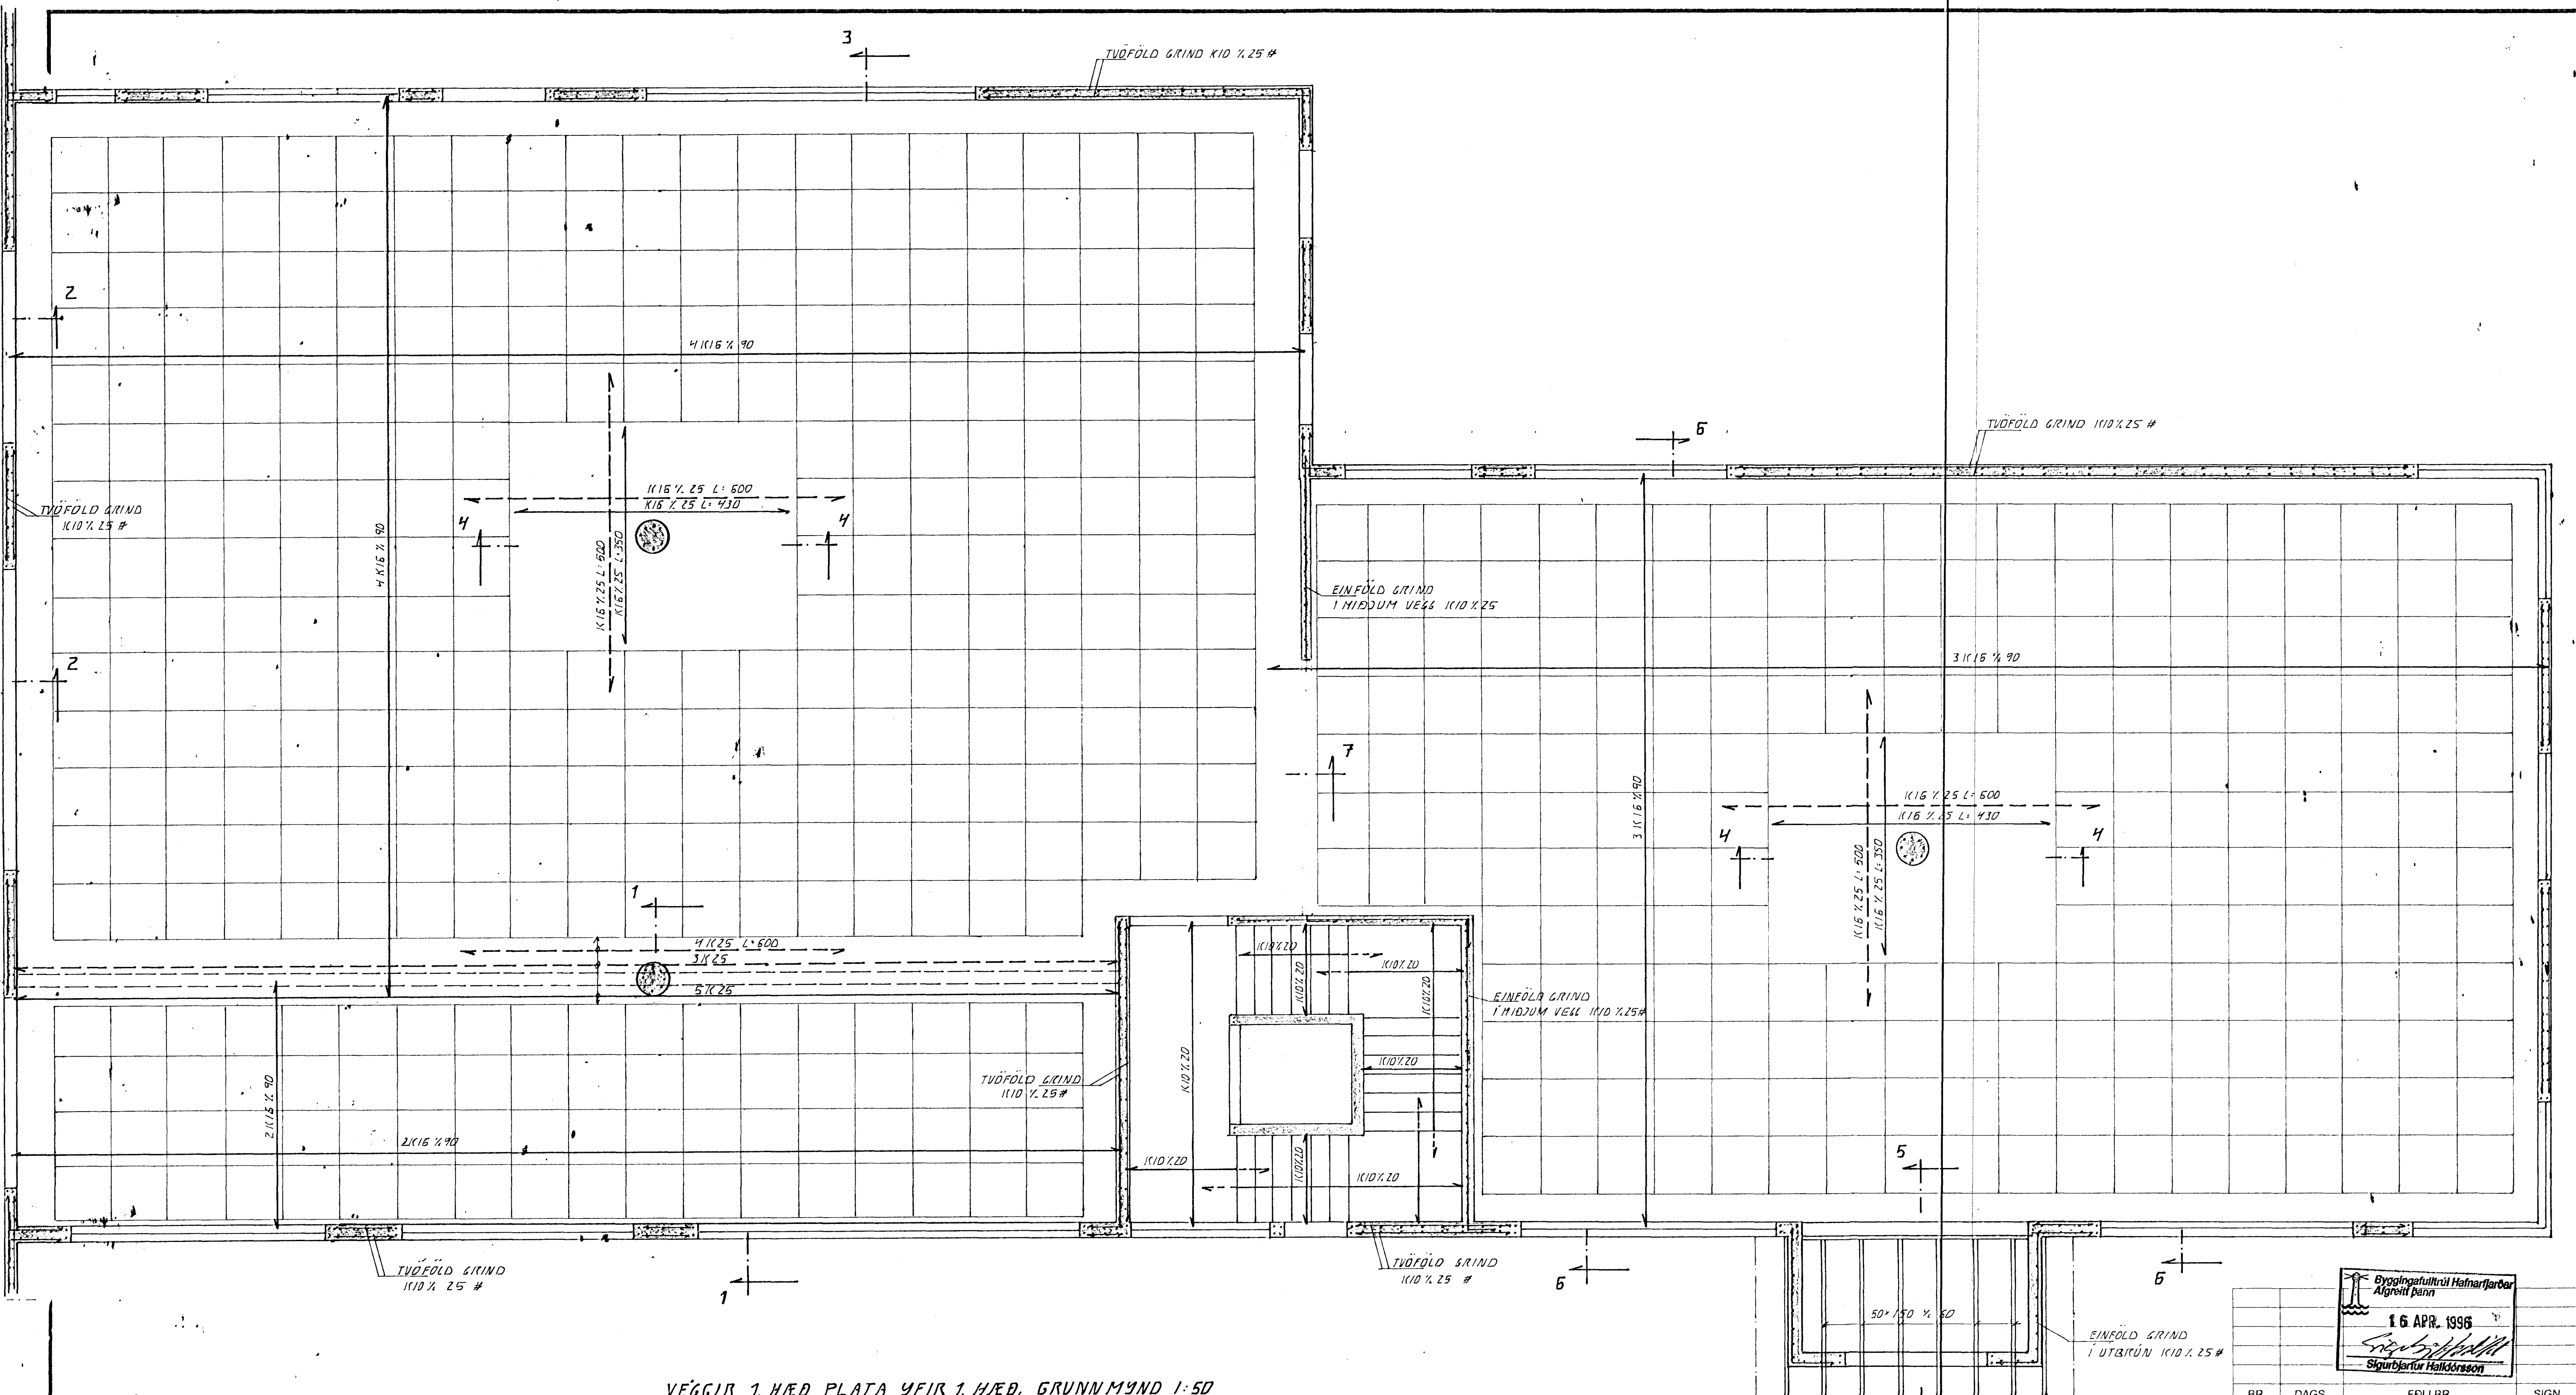 3
TVÖFÖLD GRIND K10 % 25 #
2
4 K16 % 90
6
TVÖFÖLD GRIND K10 % 25 #
K16 % 25 L: 600
K16 % 25 L: 430
TVÖFÖLD GRIND
K10 % 25 #
4
4
4 K16 % 90
K16 % 25 L: 500
K16 % 25 L: 350
EINFÖLD GRIND
Í MIÐJUM VEGG K10 % 25
2
3 K16 % 90
7
3 K16 % 90
K16 % 25 L: 600
K16 % 25 L: 430
4
4
K16 % 25 L: 500
K16 % 25 L: 350
1
4 K25 L: 600
3 K25
5 K25
K10 % 20
K10 % 20
K10 % 20
K10 % 20
EINFÖLD GRIND
Í MIÐJUM VEGG K10 % 25 #
K10 % 20
K10 % 20
TVÖFÖLD GRIND
K10 % 25 #
2 K16 % 90
2 K16 % 90
K10 % 20
K10 % 20
K10 % 20
5
TVÖFÖLD GRIND
K10 % 25 #
1
TVÖFÖLD GRIND
K10 % 25 #
6
6
50 × 150 % 60
EINFÖLD GRIND
Í ÚTBRÚN K10 % 25 #
Byggingafulltrúi Hafnarfjarðar
Afgreitt þann
16 APR. 1996
Sigurbjartur Halldórsson
VEGGIR 1. HÆÐ PLATA YFIR 1. HÆÐ, GRUNNMYND 1:50
BR. DAGS. EÐLI BR. SIGN.